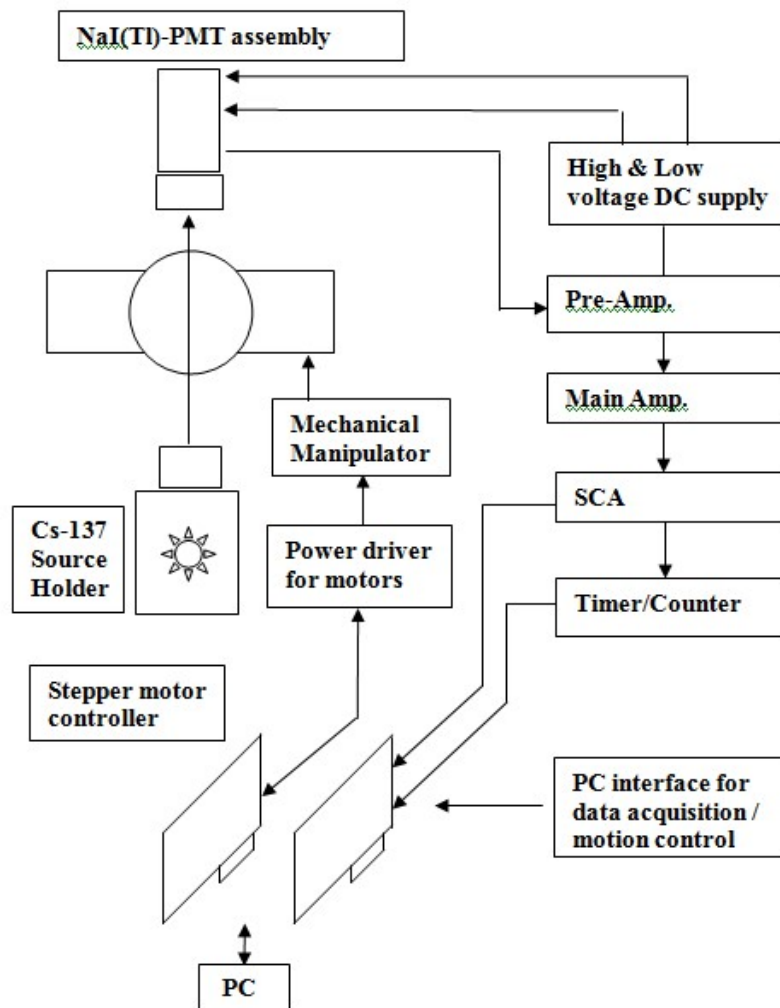 NaI(Tl)-PMT assembly
High & Low
voltage DC supply
Pre-Amp.
Main Amp.
Mechanical
Manipulator
SCA
Cs-137
Source
Holder
Power driver
for motors
Timer/Counter
Stepper motor
controller
PC interface for
data acquisition /
motion control
PC